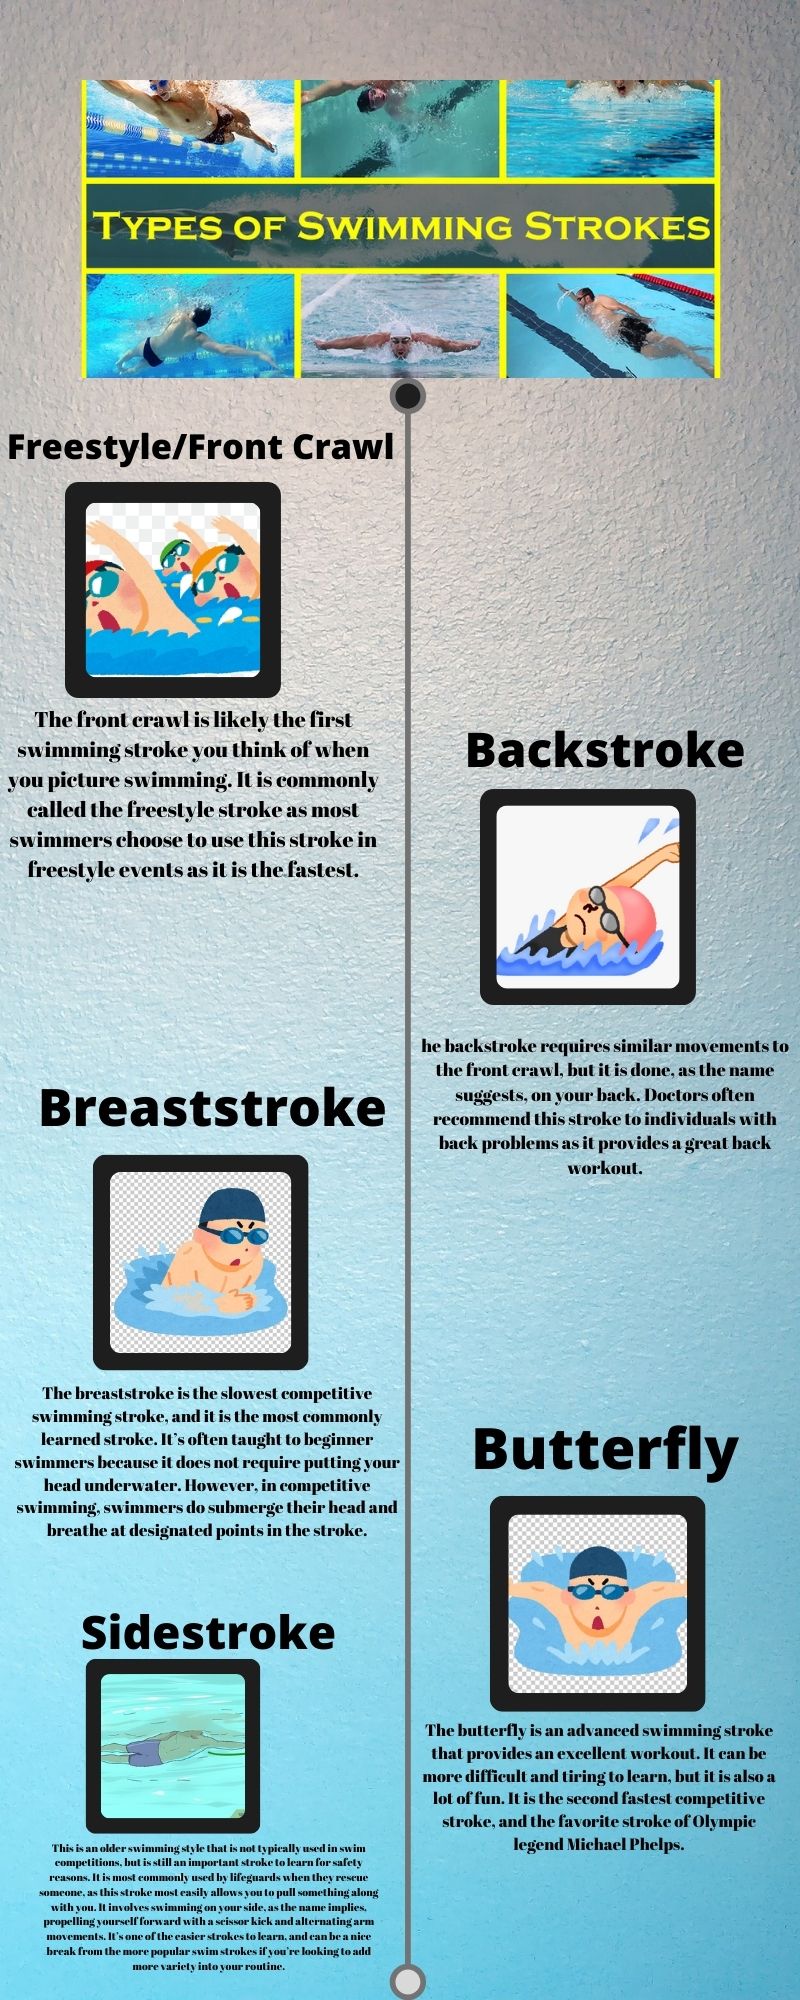 TYPES OF SWIMMING STROKES
Freestyle/Front Crawl
The front crawl is likely the first
swimming stroke you think of when
you picture swimming. It is commonly
called the freestyle stroke as most
swimmers choose to use this stroke in
freestyle events as it is the fastest.
Backstroke
he backstroke requires similar movements to
the front crawl, but it is done, as the name
suggests, on your back. Doctors often
recommend this stroke to individuals with
back problems as it provides a great back
workout.
Breaststroke
The breaststroke is the slowest competitive
swimming stroke, and it is the most commonly
learned stroke. It’s often taught to beginner
swimmers because it does not require putting your
head underwater. However, in competitive
swimming, swimmers do submerge their head and
breathe at designated points in the stroke.
Butterfly
The butterfly is an advanced swimming stroke
that provides an excellent workout. It can be
more difficult and tiring to learn, but it is also a
lot of fun. It is the second fastest competitive
stroke, and the favorite stroke of Olympic
legend Michael Phelps.
Sidestroke
This is an older swimming style that is not typically used in swim
competitions, but is still an important stroke to learn for safety
reasons. It is most commonly used by lifeguards when they rescue
someone, as this stroke most easily allows you to pull something along
with you. It involves swimming on your side, as the name implies,
propelling yourself forward with a scissor kick and alternating arm
movements. It’s one of the easier strokes to learn, and can be a nice
break from the more popular swim strokes if you’re looking to add
more variety into your routine.